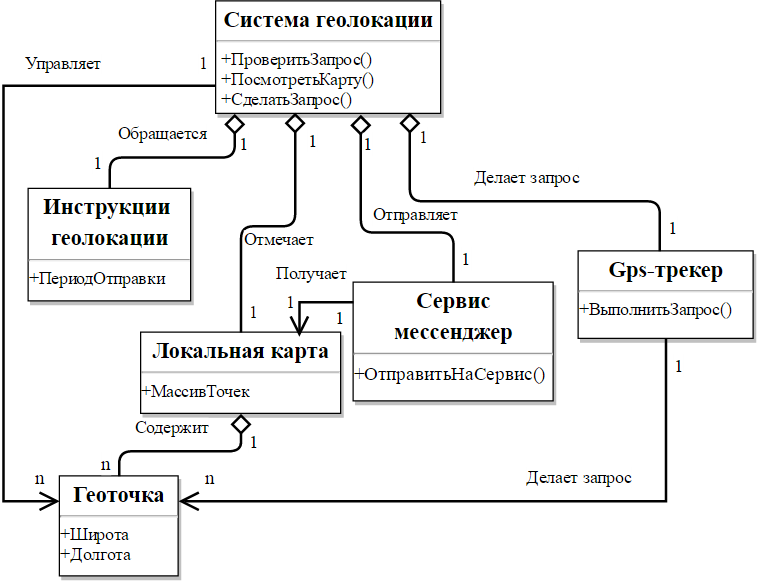 Система геолокации
+ПроверитьЗапрос()
+ПосмотретьКарту()
+СделатьЗапрос()
Управляет
1
Обращается
1
1
1
1
1
Инструкции
геолокации
+ПериодОтправки
Делает запрос
1
Отправляет
1
Отмечает
1
Получает
1
1
Gps-трекер
+ВыполнитьЗапрос()
1
Сервис
мессенджер
+ОтправитьНаСервис()
Локальная карта
+МассивТочек
Содержит
1
n
n
n
Делает запрос
Геоточка
+Широта
+Долгота